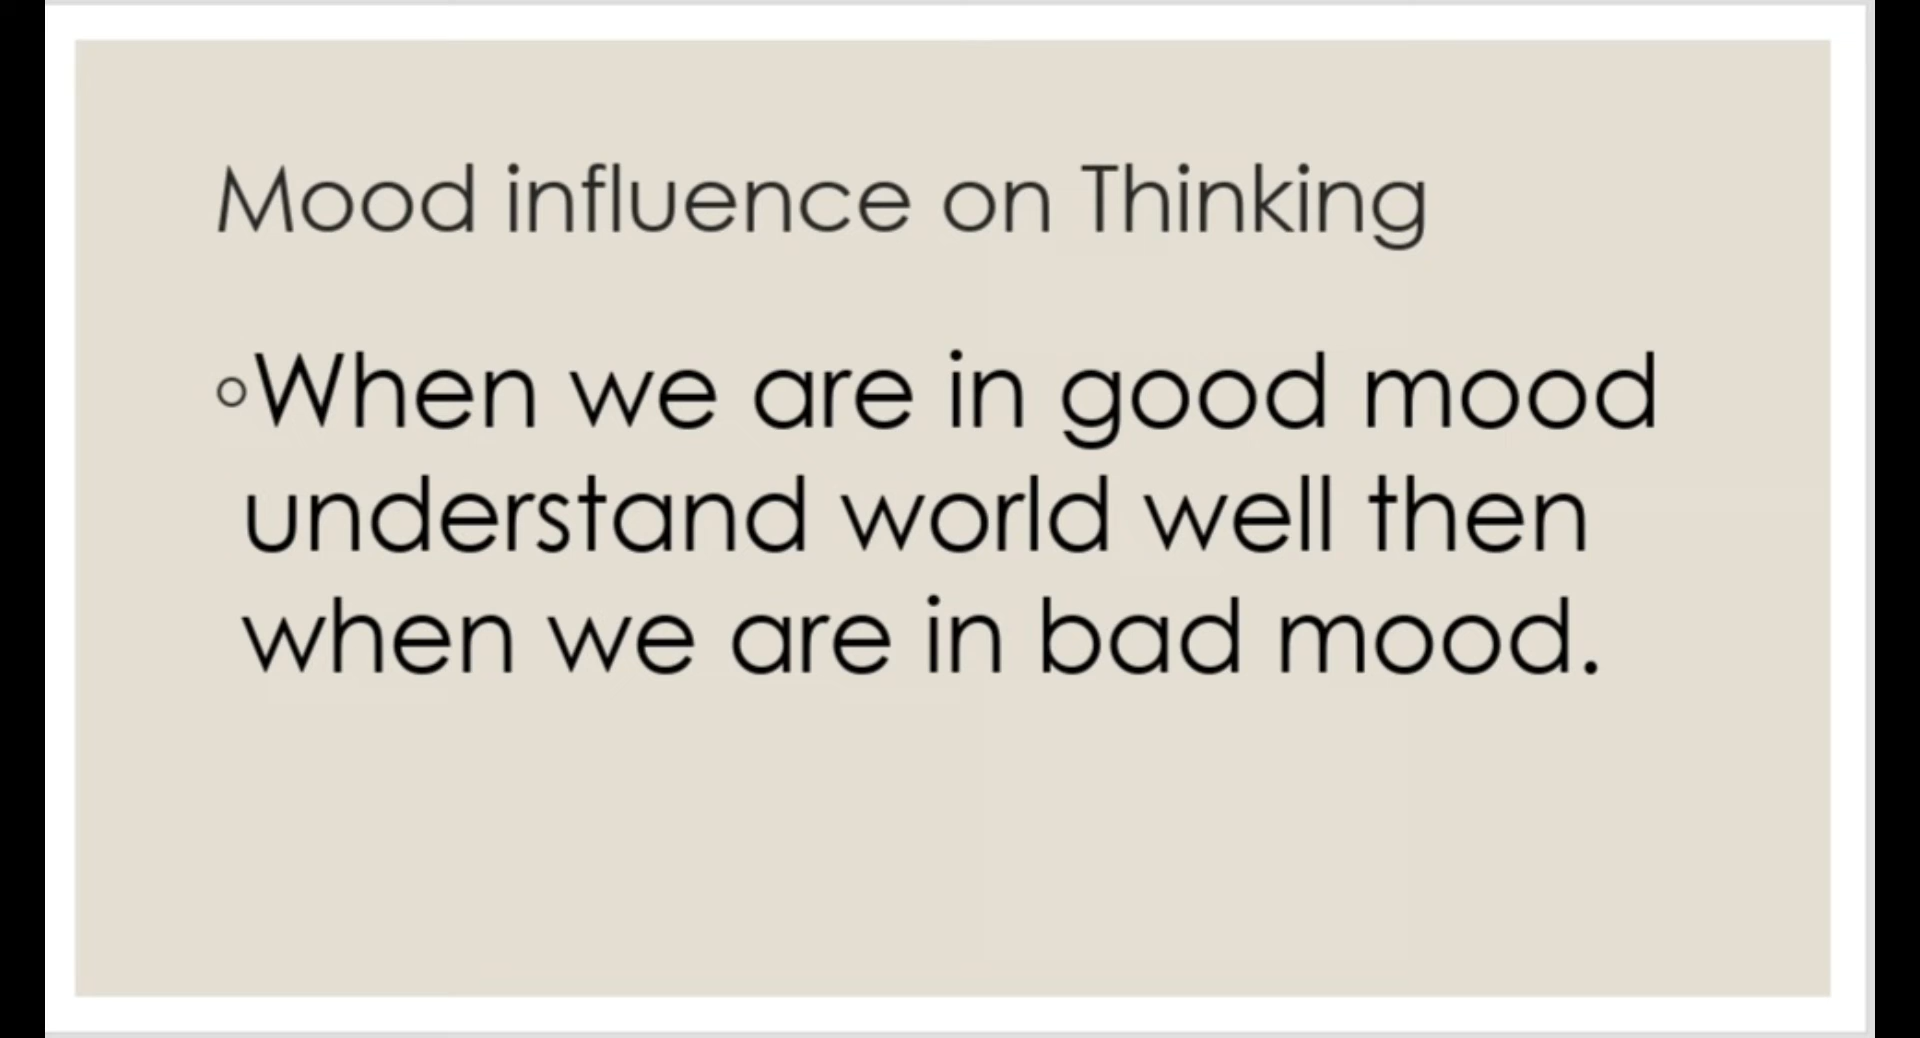 Mood influence on Thinking
◦When we are in good mood
understand world well then
when we are in bad mood.